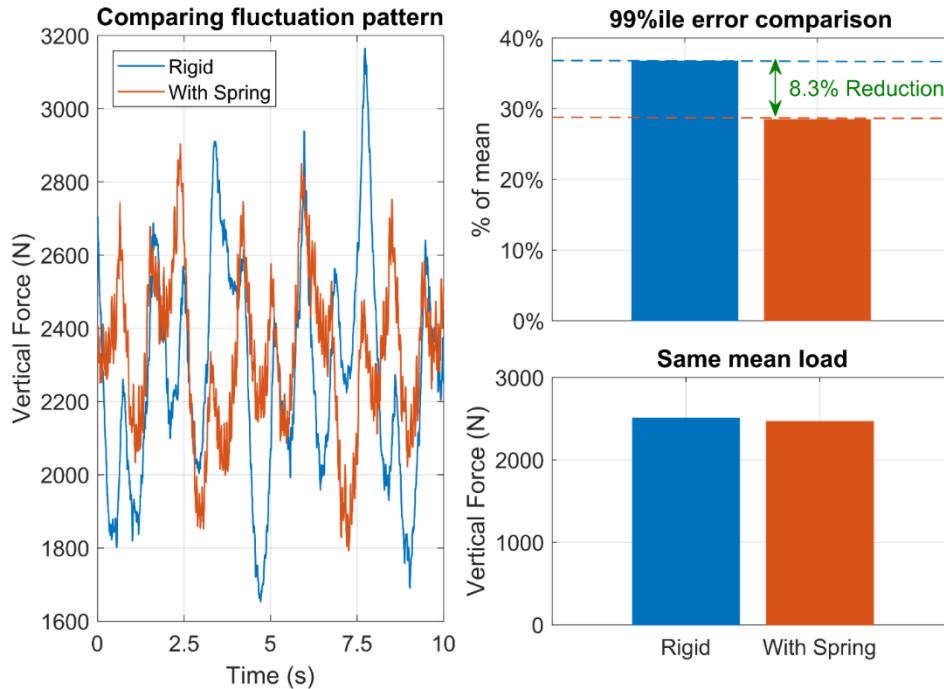 Comparing fluctuation pattern
3200
3000
2800
2600
2400
2200
2000
1800
1600
Vertical Force (N)
Rigid
With Spring
0
2.5
5
7.5
10
Time (s)
99%ile error comparison
40%
30%
20%
10%
0%
% of mean
8.3% Reduction
Same mean load
3000
2000
1000
0
Vertical Force (N)
Rigid
With Spring